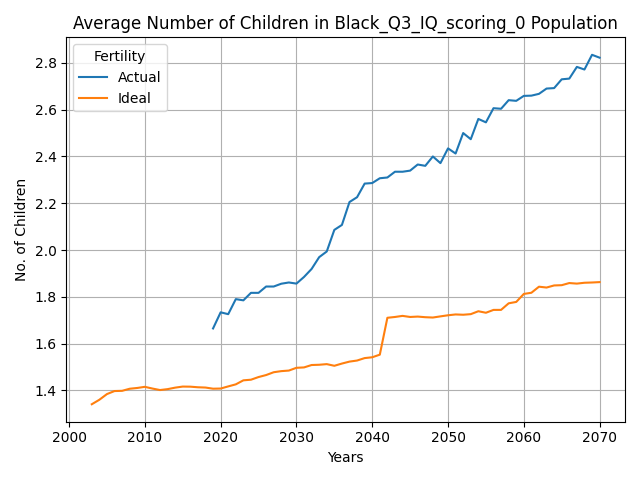 Average Number of Children in Black_Q3_IQ_scoring_0 Population
Fertility
Actual
Ideal
No. of Children
2.8
2.6
2.4
2.2
2.0
1.8
1.6
1.4
2000 2010 2020 2030 2040 2050 2060 2070
Years